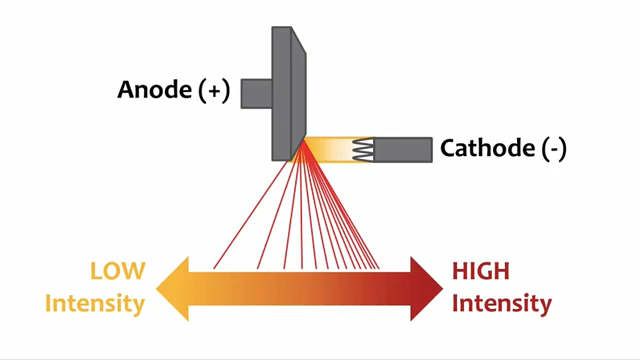 Anode (+)
Cathode (-)
LOW
Intensity
HIGH
Intensity